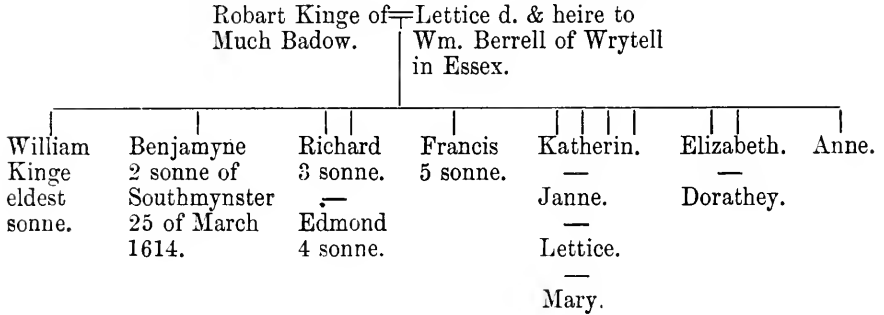 Robart Kinge of Much Badow.
Lettice d. & heire to Wm. Berrell of Wrytell in Essex.
William Kinge eldest sonne.
Benjamyne 2 sonne of Southmynster 25 of March 1614.
Richard 3 sonne.
Edmond 4 sonne.
Francis 5 sonne.
Katherin.
Janne.
Lettice.
Mary.
Elizabeth.
Dorathey.
Anne.